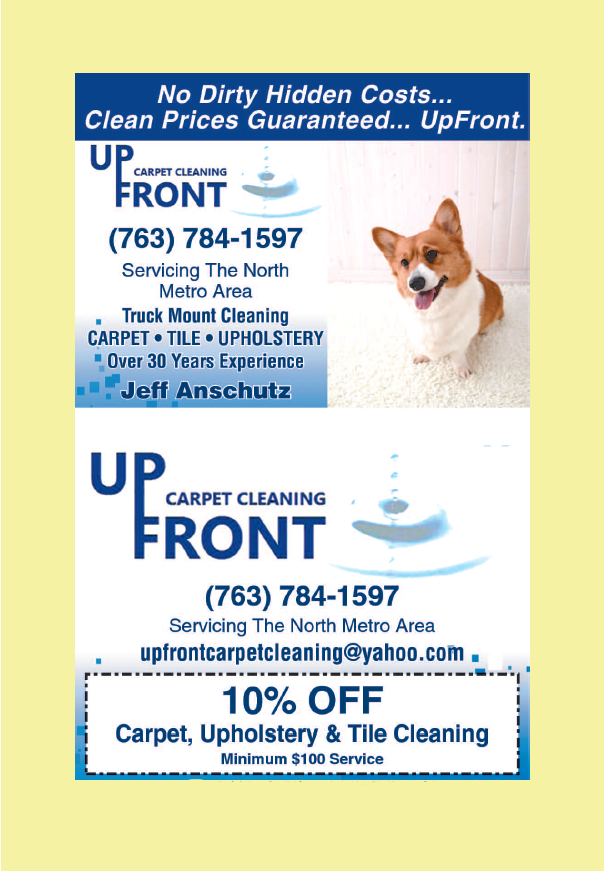 No Dirty Hidden Costs...
Clean Prices Guaranteed... UpFront.
UP
CARPET CLEANING
FRONT
(763) 784-1597
Servicing The North
Metro Area
Truck Mount Cleaning
CARPET • TILE • UPHOLSTERY
Over 30 Years Experience
Jeff Anschutz
UP
CARPET CLEANING
FRONT
(763) 784-1597
Servicing The North Metro Area
upfrontcarpetcleaning@yahoo.com
10% OFF
Carpet, Upholstery & Tile Cleaning
Minimum $100 Service